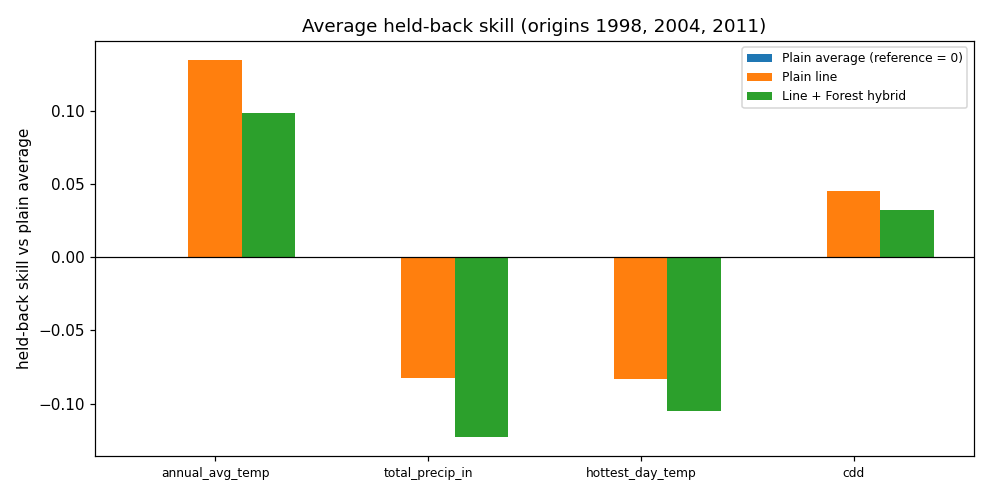 Average held-back skill (origins 1998, 2004, 2011)
Plain average (reference = 0)
Plain line
Line + Forest hybrid
held-back skill vs plain average
0.10
0.05
0.00
−0.05
−0.10
annual_avg_temp
total_precip_in
hottest_day_temp
cdd